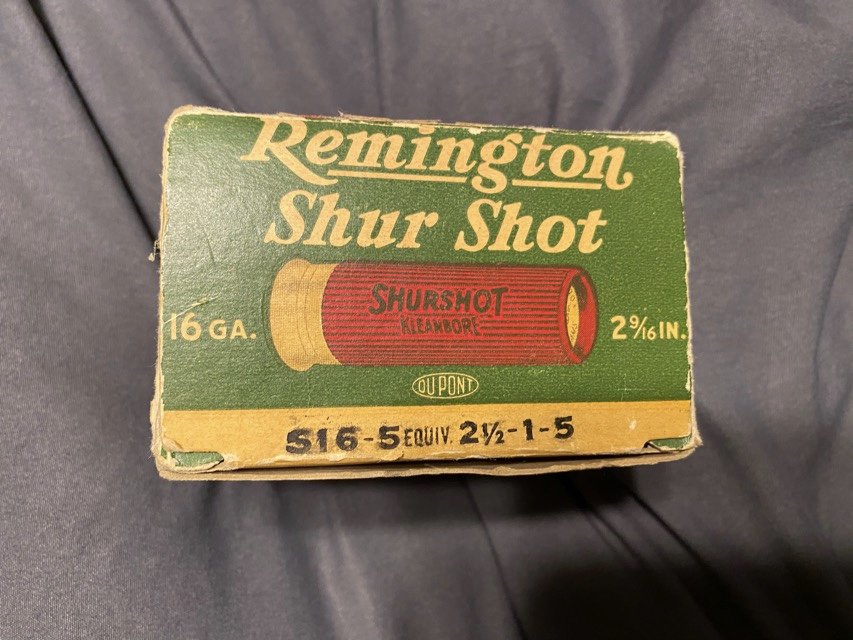 Remington
Shur Shot
SHURSHOT
KLEANBORE
16 GA.
2 9/16 IN.
DU PONT
S16-5 EQUIV. 2½-1-5